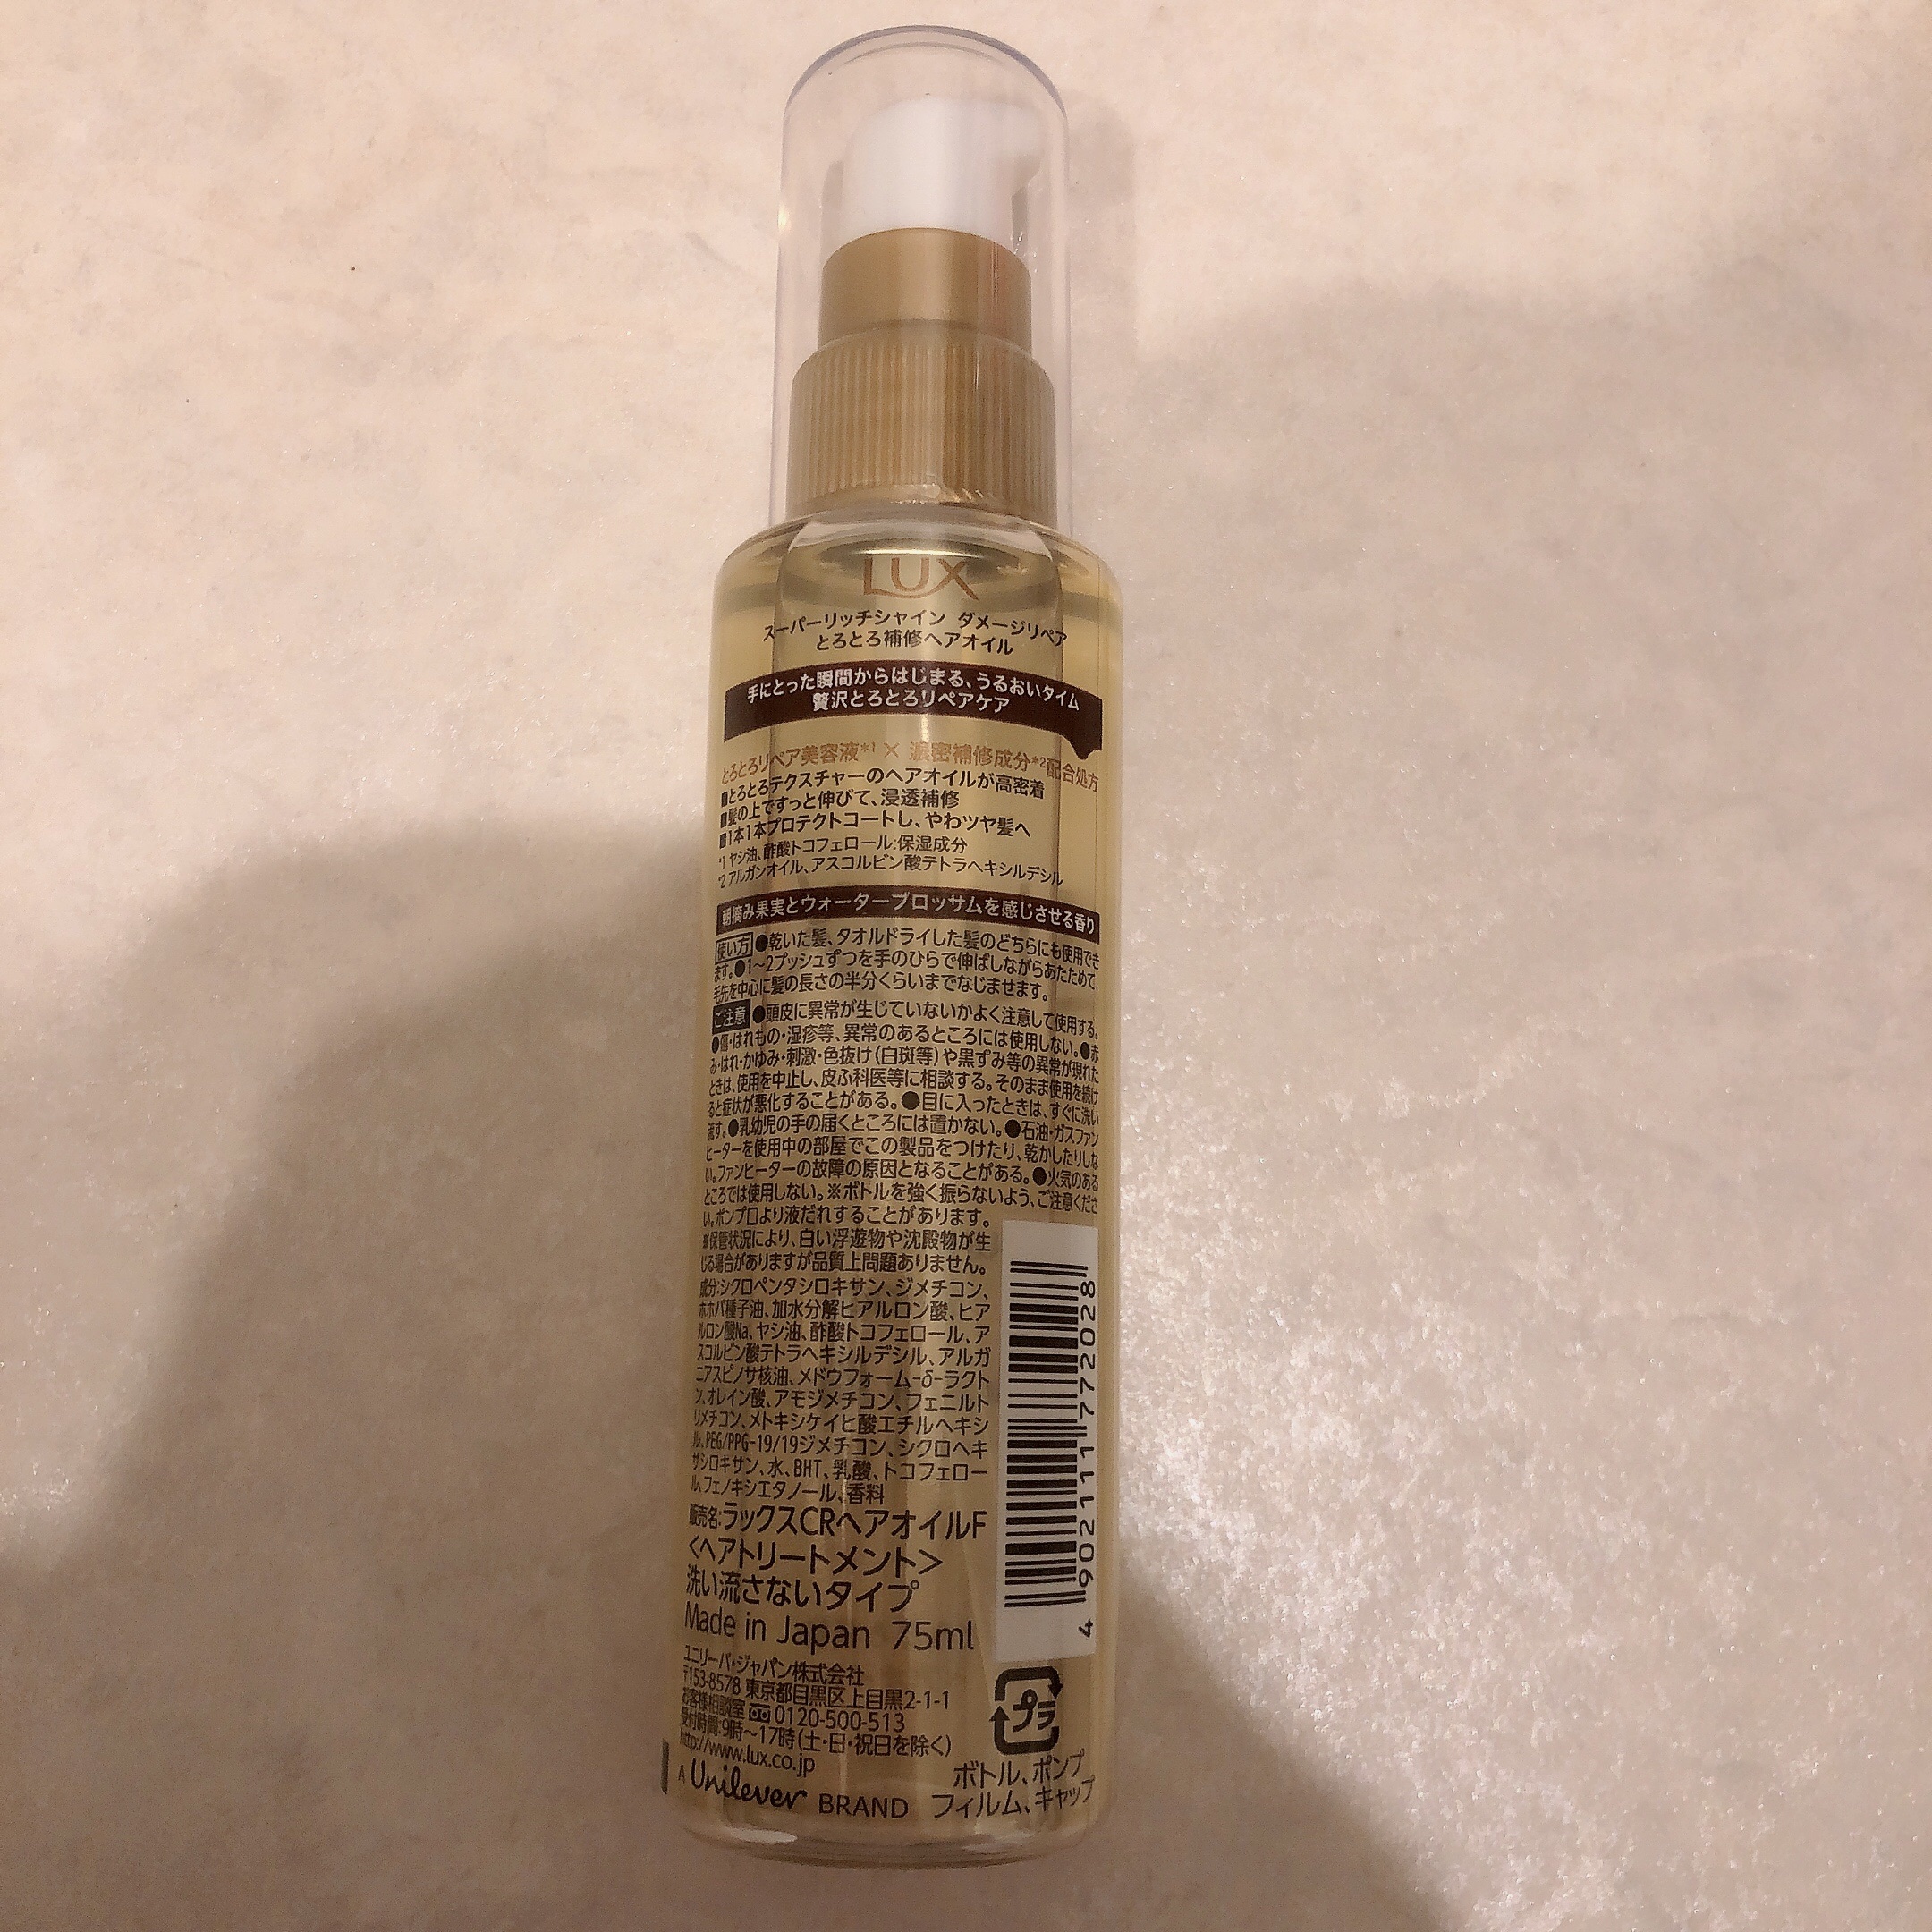 LUX
スーパーリッチシャイン ダメージリペア
とろとろ補修ヘアオイル
手にとった瞬間からはじまる、うるおいタイム
贅沢とろとろリペアケア
とろとろリペア美容液*1 × 濃密補修成分*2配合処方
■とろとろテクスチャーのヘアオイルが高密着
■髪の上ですっと伸びて、浸透補修
■1本1本プロテクトコートし、やわツヤ髪へ
*1 ヤシ油、酢酸トコフェロール:保湿成分
*2 アルガンオイル、アスコルビン酸テトラヘキシルデシル
朝摘み果実とウォーターブロッサムを感じさせる香り
使い方 ●乾いた髪、タオルドライした髪のどちらにも使用でき
ます。●1〜2プッシュずつを手のひらで伸ばしながらあたためて、
毛先を中心に髪の長さの半分くらいまでなじませます。
ご注意 ●頭皮に異常が生じていないかよく注意して使用する。
●傷・はれもの・湿疹等、異常のあるところには使用しない。●赤
み・はれ・かゆみ・刺激・色抜け(白斑等)や黒ずみ等の異常が現れた
ときは、使用を中止し、皮ふ科医等に相談する。そのまま使用を続け
ると症状が悪化することがある。●目に入ったときは、すぐに洗い
流す。●乳幼児の手の届くところには置かない。●石油・ガスファン
ヒーターを使用中の部屋でこの製品をつけたり、乾かしたりしな
い。ファンヒーターの故障の原因となることがある。●火気のある
ところでは使用しない。※ボトルを強く振らないよう、ご注意くださ
い。ポンプ口より液だれすることがあります。
※保管状況により、白い浮遊物や沈殿物が生
じる場合がありますが品質上問題ありません。
成分:シクロペンタシロキサン、ジメチコン、
ホホバ種子油、加水分解ヒアルロン酸、ヒア
ルロン酸Na、ヤシ油、酢酸トコフェロール、ア
スコルビン酸テトラヘキシルデシル、アルガ
ニアスピノサ核油、メドウフォーム-δ-ラクト
ン、オレイン酸、アモジメチコン、フェニルト
リメチコン、メトキシケイヒ酸エチルヘキシ
ル、PEG/PPG-19/19ジメチコン、シクロヘキ
サシロキサン、水、BHT、乳酸、トコフェロー
ル、フェノキシエタノール、香料
販売名:ラックスCRヘアオイルF
<ヘアトリートメント>
洗い流さないタイプ
Made in Japan 75ml
ユニリーバ・ジャパン株式会社
〒153-8578 東京都目黒区上目黒2-1-1
お客様相談室 0120-500-513
受付時間:9時〜17時(土・日・祝日を除く)
http://www.lux.co.jp
A Unilever BRAND
4 902111 772028
プラ
ボトル、ポンプ
フィルム、キャップ